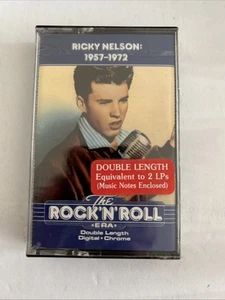 RICKY NELSON:
1957-1972
DOUBLE LENGTH
Equivalent to 2 LPs
(Music Notes Enclosed)
The
ROCK'N'ROLL
•ERA•
Double Length
Digital • Chrome